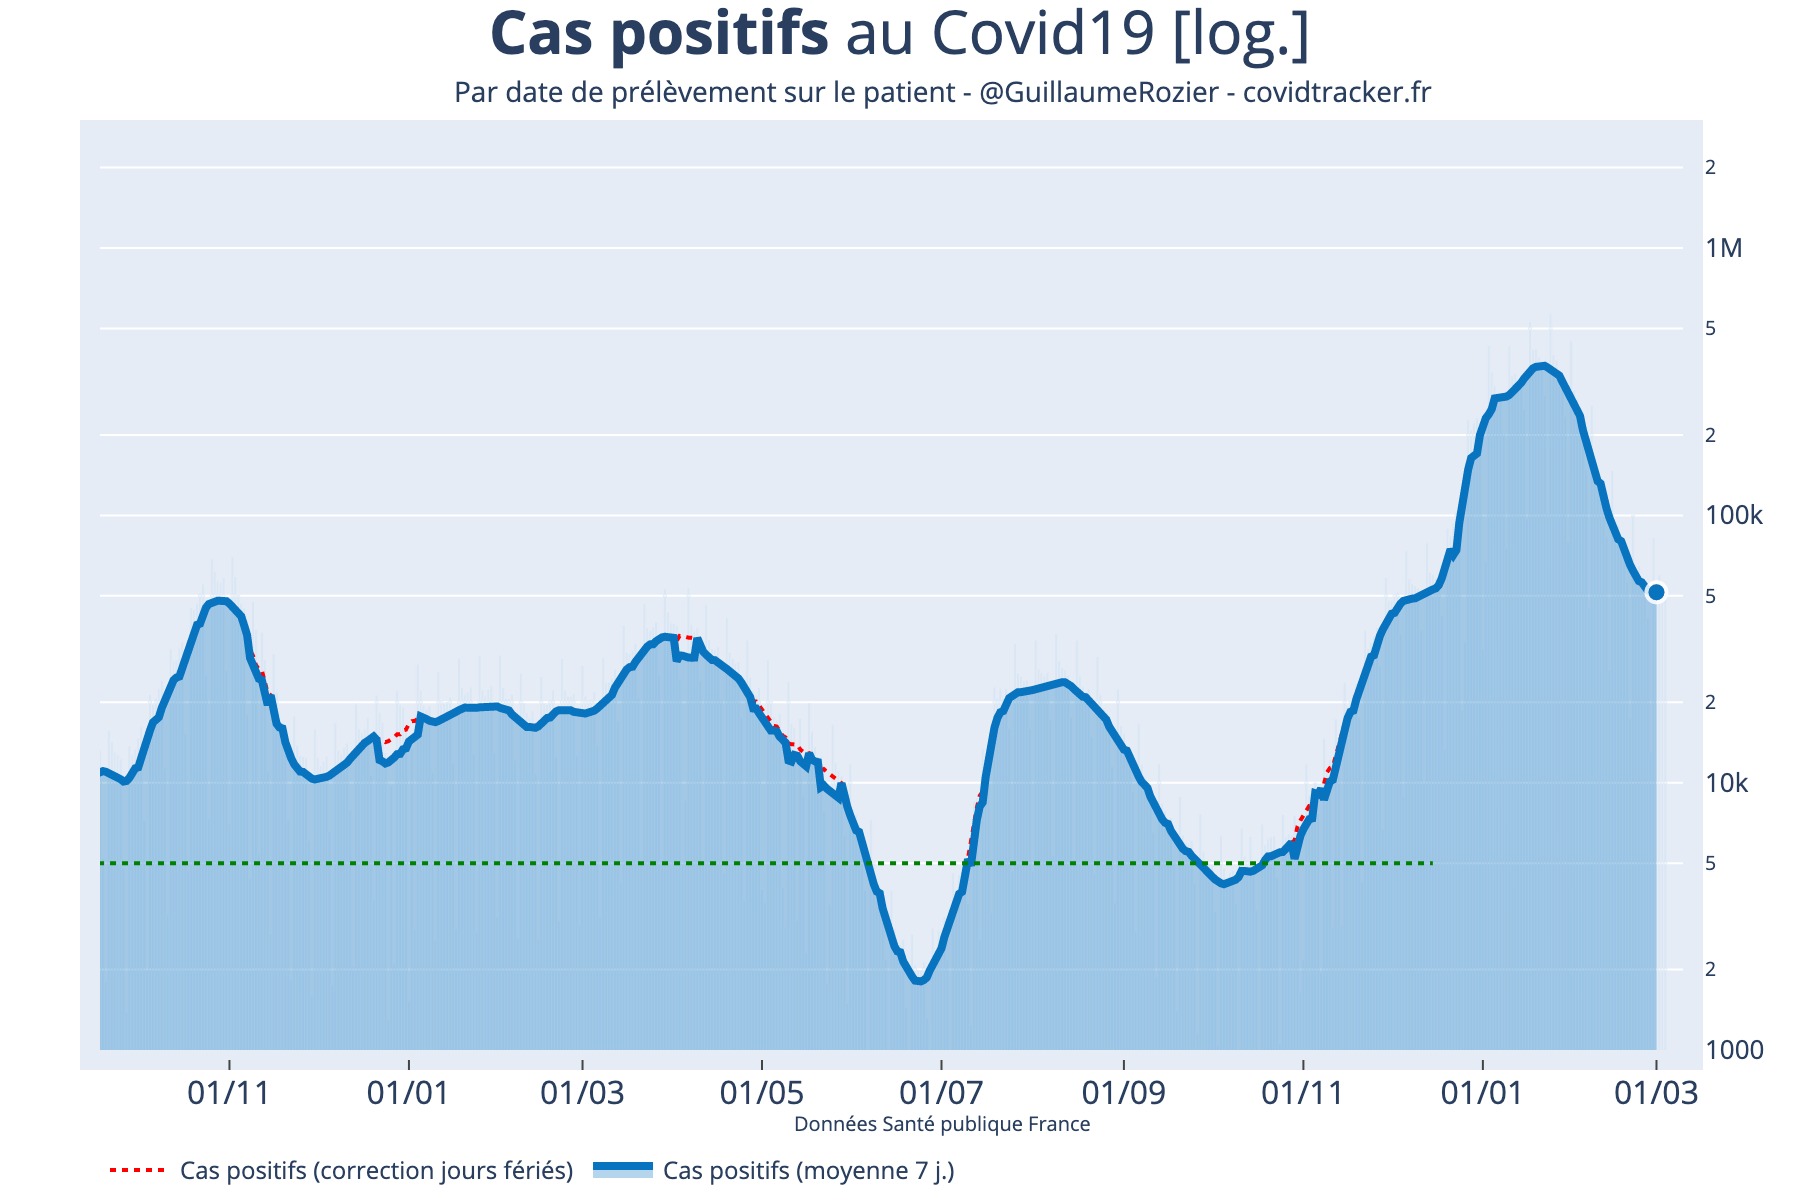 Cas positifs au Covid19 [log.]
Par date de prélèvement sur le patient - @GuillaumeRozier - covidtracker.fr
2
1M
5
2
100k
5
2
10k
5
2
1000
01/11 01/01 01/03 01/05 01/07 01/09 01/11 01/01 01/03
Données Santé publique France
Cas positifs (correction jours fériés) Cas positifs (moyenne 7 j.)